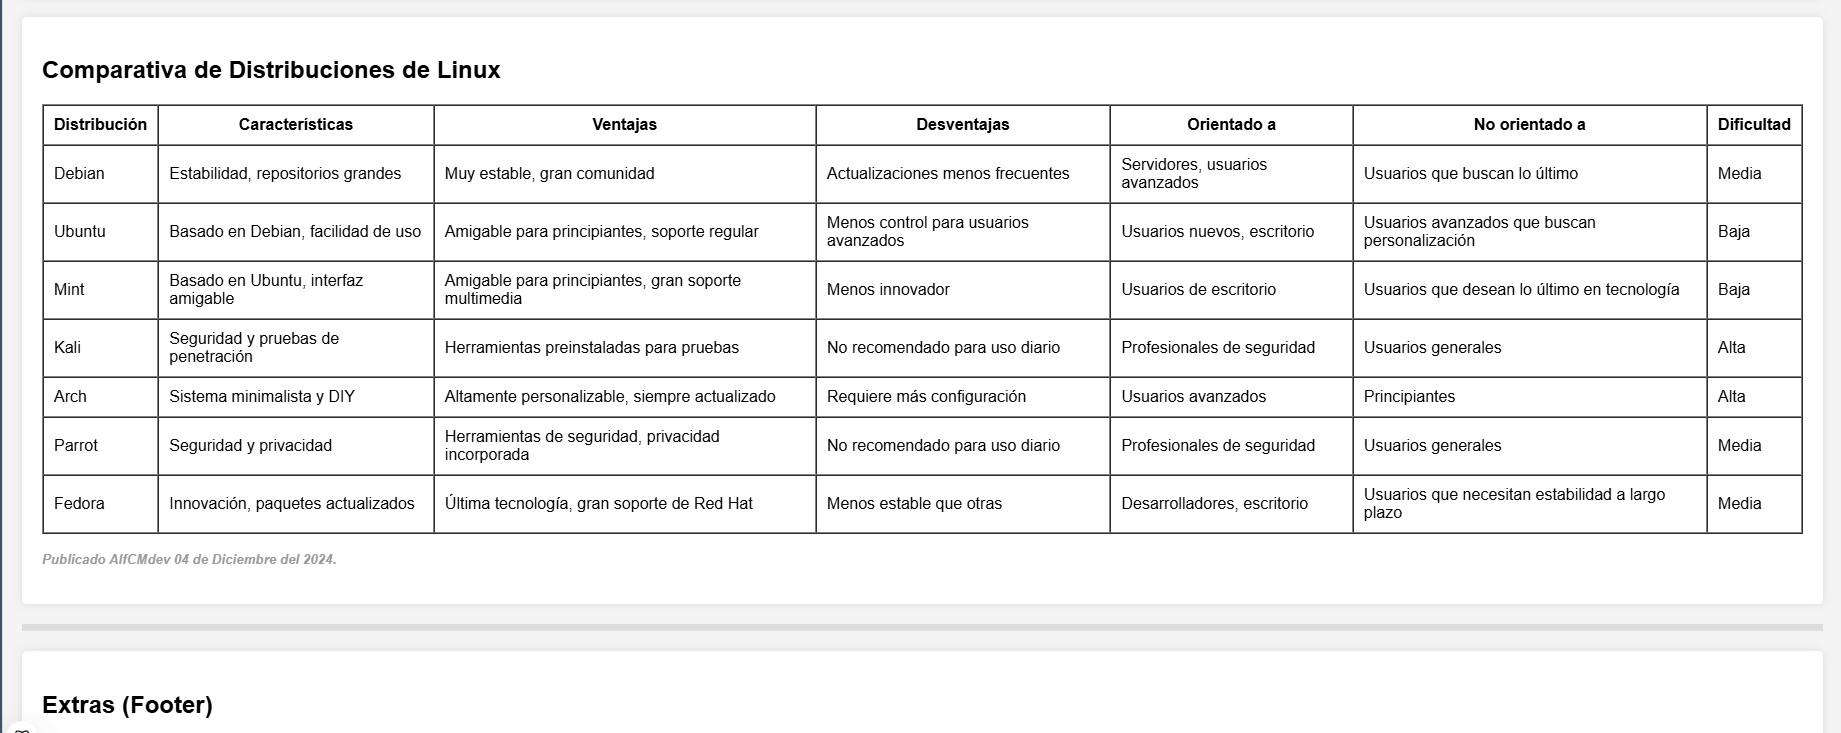 Comparativa de Distribuciones de Linux
Distribución Características Ventajas Desventajas Orientado a No orientado a Dificultad
Debian Estabilidad, repositorios grandes Muy estable, gran comunidad Actualizaciones menos frecuentes Servidores, usuarios avanzados Usuarios que buscan lo último Media
Ubuntu Basado en Debian, facilidad de uso Amigable para principiantes, soporte regular Menos control para usuarios avanzados Usuarios nuevos, escritorio Usuarios avanzados que buscan personalización Baja
Mint Basado en Ubuntu, interfaz amigable Amigable para principiantes, gran soporte multimedia Menos innovador Usuarios de escritorio Usuarios que desean lo último en tecnología Baja
Kali Seguridad y pruebas de penetración Herramientas preinstaladas para pruebas No recomendado para uso diario Profesionales de seguridad Usuarios generales Alta
Arch Sistema minimalista y DIY Altamente personalizable, siempre actualizado Requiere más configuración Usuarios avanzados Principiantes Alta
Parrot Seguridad y privacidad Herramientas de seguridad, privacidad incorporada No recomendado para uso diario Profesionales de seguridad Usuarios generales Media
Fedora Innovación, paquetes actualizados Última tecnología, gran soporte de Red Hat Menos estable que otras Desarrolladores, escritorio Usuarios que necesitan estabilidad a largo plazo Media
Publicado AlfCMdev 04 de Diciembre del 2024.
Extras (Footer)